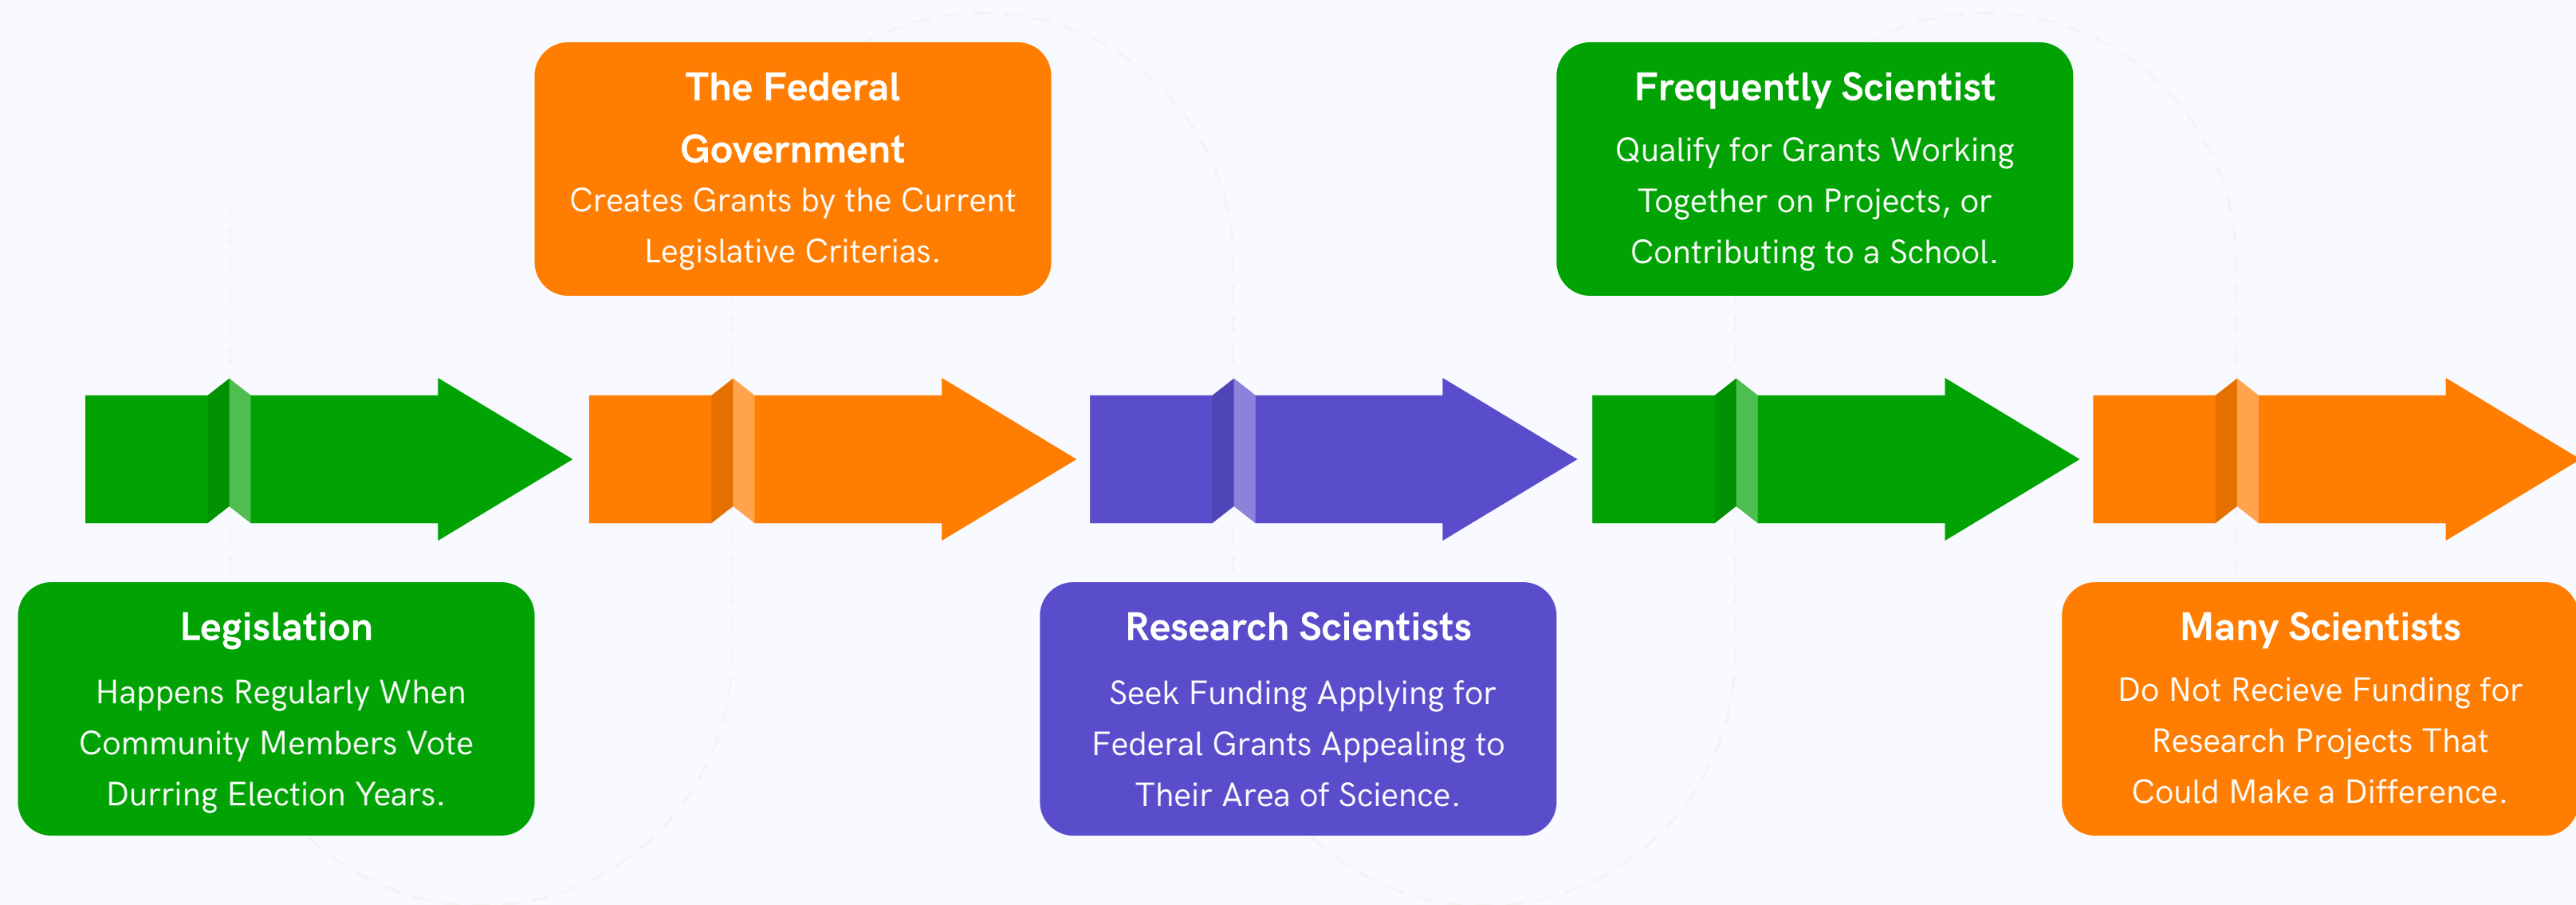 Legislation
Happens Regularly When
Community Members Vote
Durring Election Years.
The Federal
Government
Creates Grants by the Current
Legislative Criterias.
Research Scientists
Seek Funding Applying for
Federal Grants Appealing to
Their Area of Science.
Frequently Scientist
Qualify for Grants Working
Together on Projects, or
Contributing to a School.
Many Scientists
Do Not Recieve Funding for
Research Projects That
Could Make a Difference.